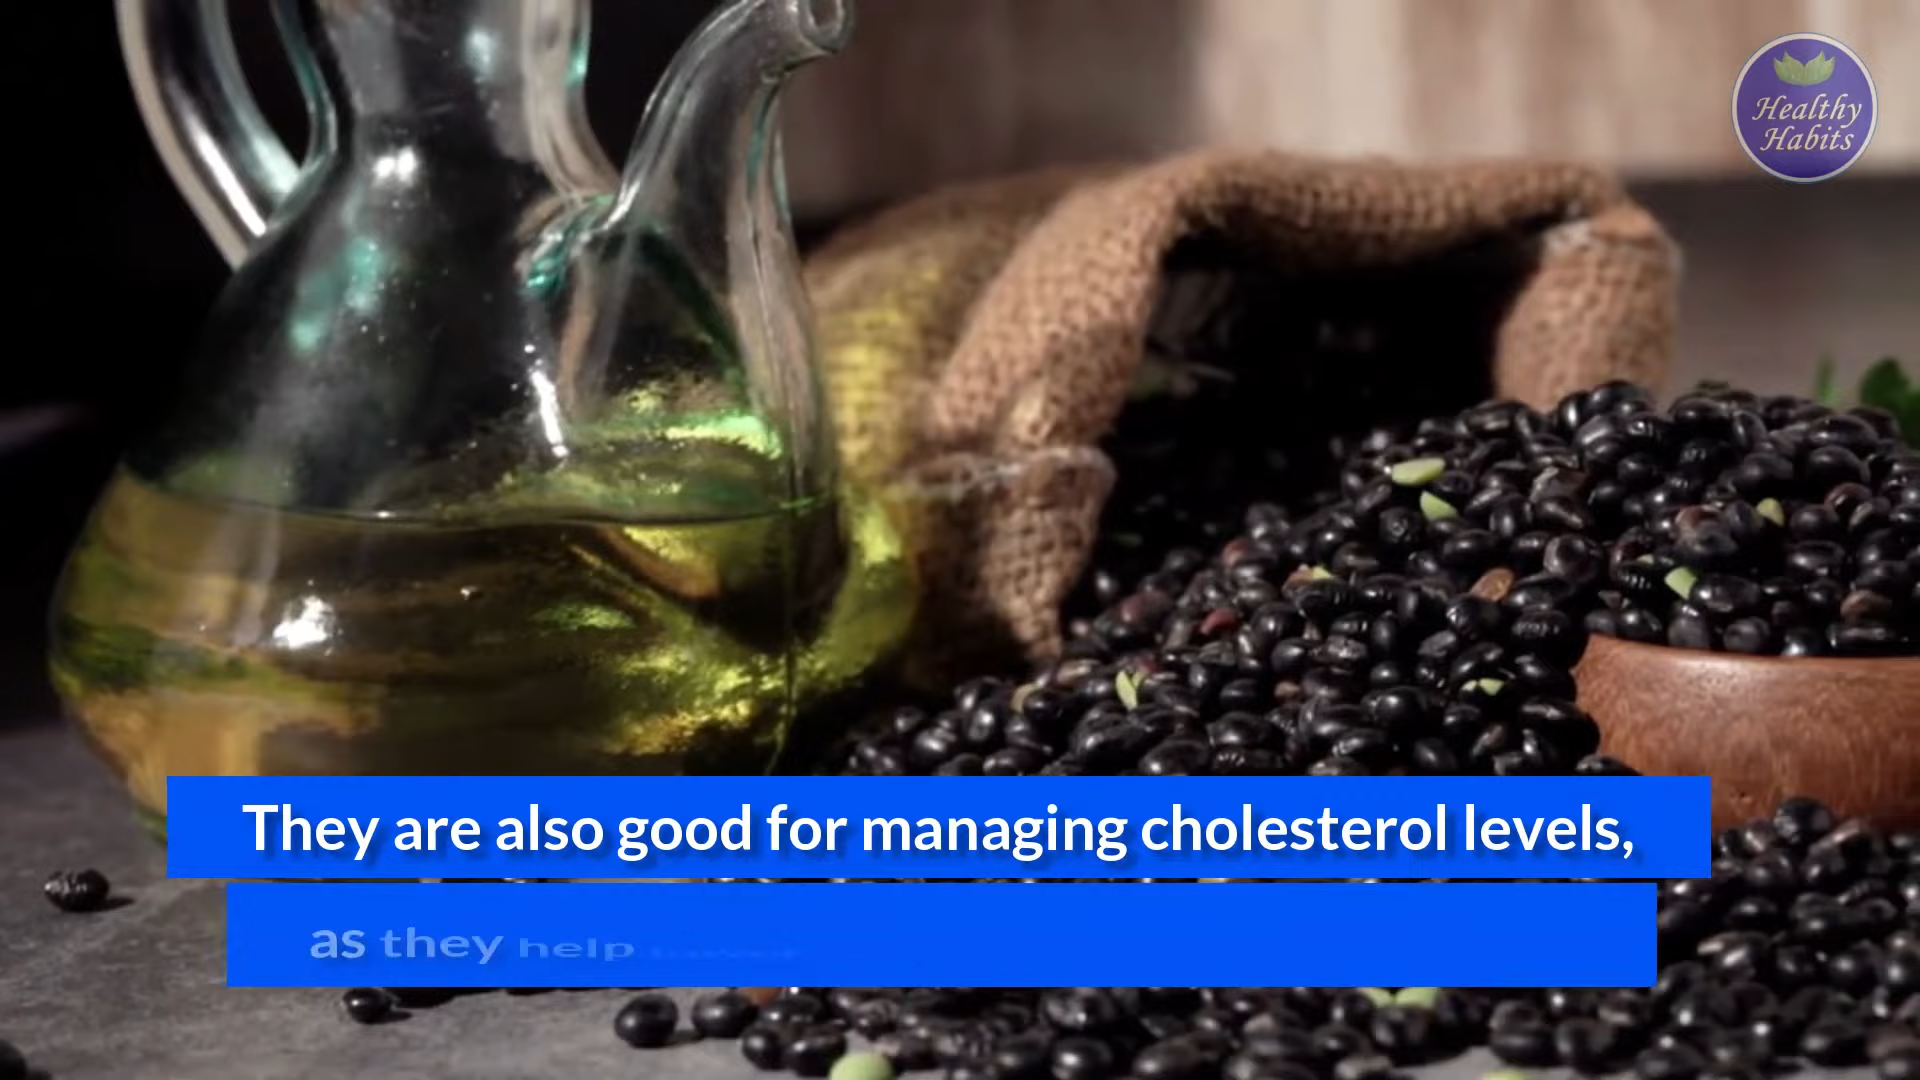 Healthy
Habits
They are also good for managing cholesterol levels,
as they help